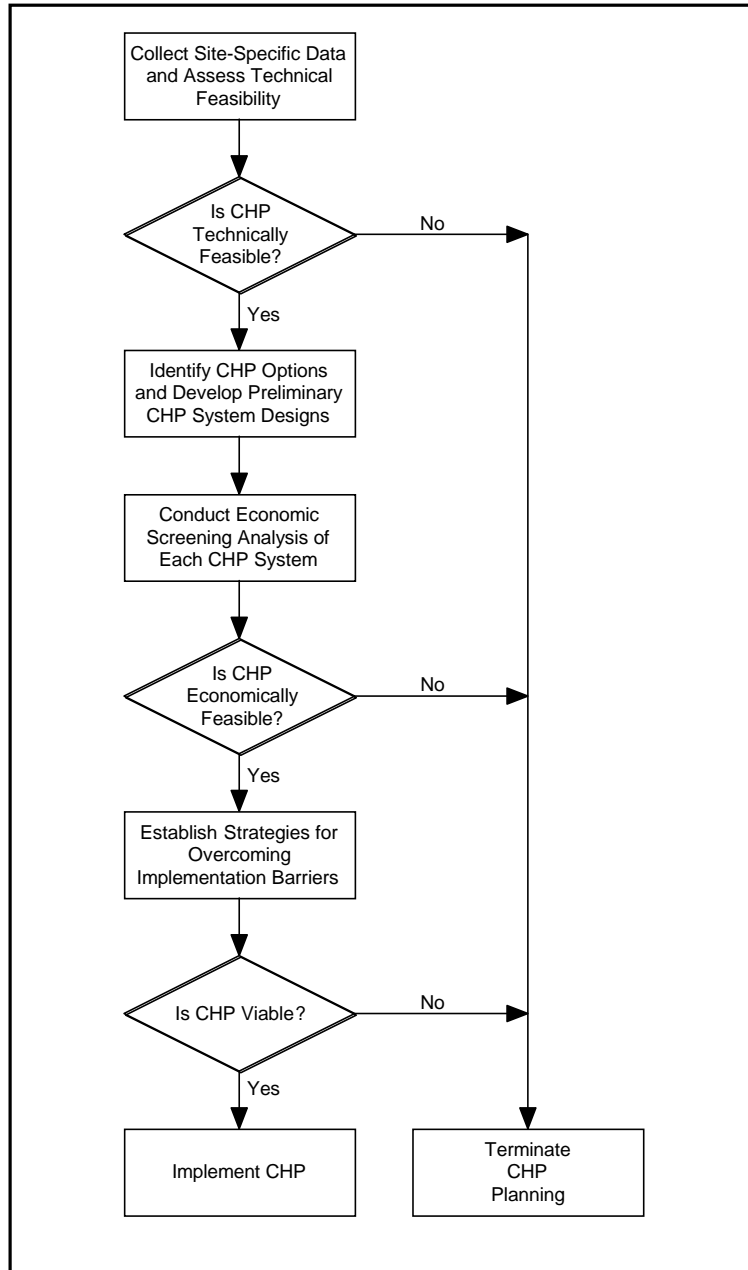 Collect Site-Specific Data
and Assess Technical
Feasibility
Is CHP
Technically
Feasible?
No
Yes
Identify CHP Options
and Develop Preliminary
CHP System Designs
Conduct Economic
Screening Analysis of
Each CHP System
Is CHP
Economically
Feasible?
No
Yes
Establish Strategies for
Overcoming
Implementation Barriers
Is CHP Viable?
No
Yes
Implement CHP
Terminate
CHP
Planning